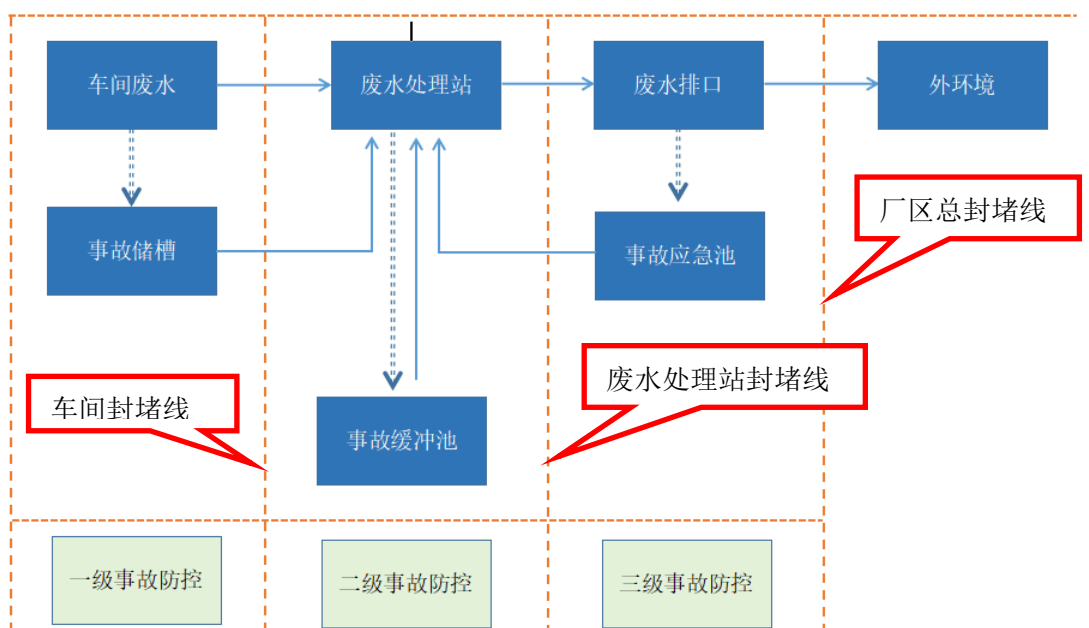 车间废水
废水处理站
废水排口
外环境
事故储槽
事故应急池
厂区总封堵线
车间封堵线
废水处理站封堵线
事故缓冲池
一级事故防控
二级事故防控
三级事故防控